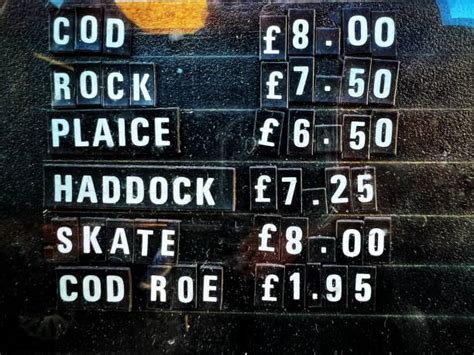 COD £8.00
ROCK £7.50
PLAICE £6.50
HADDOCK £7.25
SKATE £8.00
COD ROE £1.95